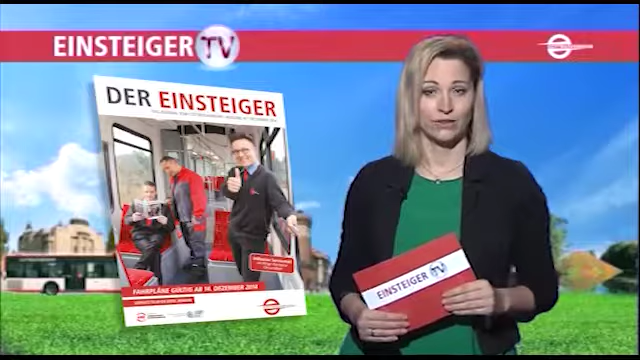 EINSTEIGER TV
DER EINSTEIGER
FAHRPLÄNE GÜLTIG AB 14. DEZEMBER 2014
EINSTEIGER TV